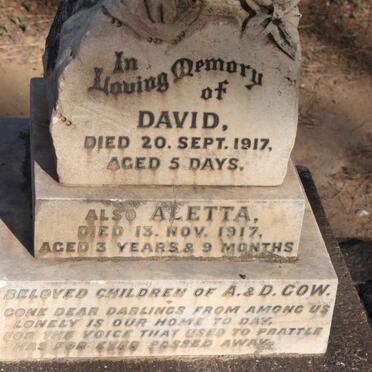 In
Loving Memory
of
DAVID,
DIED 20. SEPT. 1917,
AGED 5 DAYS.
ALSO ALETTA,
DIED 13. NOV. 1917,
AGED 3 YEARS & 9 MONTHS
BELOVED CHILDREN OF A. & D. COW.
GONE DEAR DARLINGS FROM AMONG US
LONELY IS OUR HOME TO DAY,
FOR THE VOICE THAT USED TO PRATTLE
HAS FOR EVER PASSED AWAY.